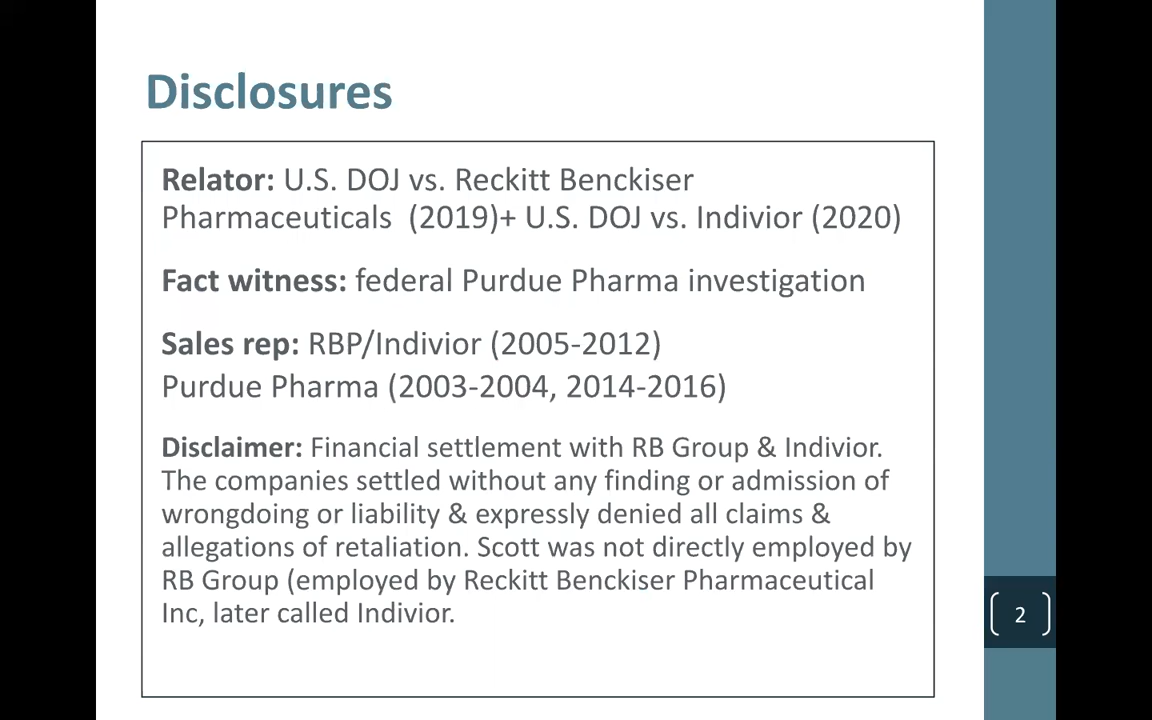 Disclosures
Relator: U.S. DOJ vs. Reckitt Benckiser
Pharmaceuticals (2019)+ U.S. DOJ vs. Indivior (2020)
Fact witness: federal Purdue Pharma investigation
Sales rep: RBP/Indivior (2005-2012)
Purdue Pharma (2003-2004, 2014-2016)
Disclaimer: Financial settlement with RB Group & Indivior.
The companies settled without any finding or admission of
wrongdoing or liability & expressly denied all claims &
allegations of retaliation. Scott was not directly employed by
RB Group (employed by Reckitt Benckiser Pharmaceutical
Inc, later called Indivior.
2